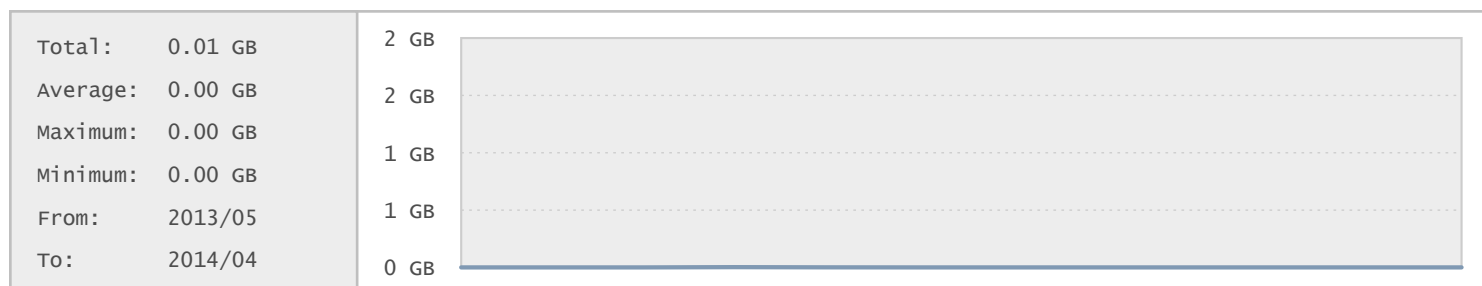 Total: 0.01 GB
Average: 0.00 GB
Maximum: 0.00 GB
Minimum: 0.00 GB
From: 2013/05
To: 2014/04
2 GB
2 GB
1 GB
1 GB
0 GB